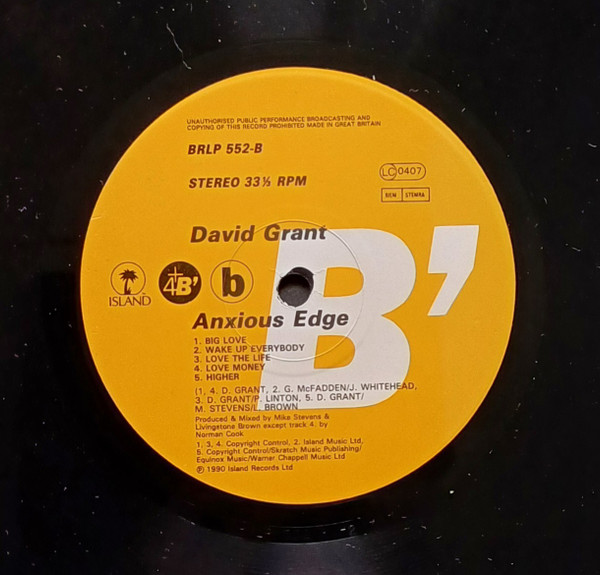 UNAUTHORISED PUBLIC PERFORMANCE BROADCASTING AND
COPYING OF THIS RECORD PROHIBITED MADE IN GREAT BRITAIN
BRLP 552-B
LC 0407
STEREO 33⅓ RPM
BIEM STEMRA
David Grant
B'
ISLAND
4th B'
b
Anxious Edge
1. BIG LOVE
2. WAKE UP EVERYBODY
3. LOVE THE LIFE
4. LOVE MONEY
5. HIGHER
(1, 4. D. GRANT, 2. G. McFADDEN/J. WHITEHEAD,
3. D. GRANT/P. LINTON, 5. D. GRANT/
M. STEVENS/L. BROWN
Produced & Mixed by Mike Stevens &
Livingstone Brown except track 4. by
Norman Cook
1, 3, 4. Copyright Control, 2. Island Music Ltd,
5. Copyright Control/Skratch Music Publishing/
Equinox Music/Warner Chappell Music Ltd
℗ 1990 Island Records Ltd